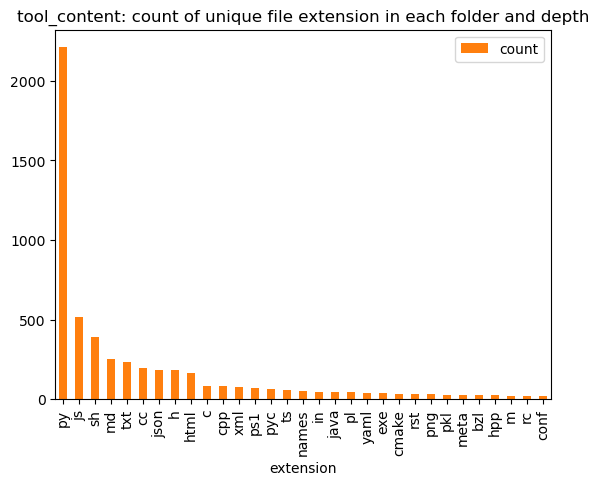 tool_content: count of unique file extension in each folder and depth
count
2000
1500
1000
500
0
py
js
sh
md
txt
cc
json
h
html
c
cpp
xml
ps1
pyc
ts
names
in
java
pl
yaml
exe
cmake
rst
png
pkl
meta
bzl
hpp
m
rc
conf
extension